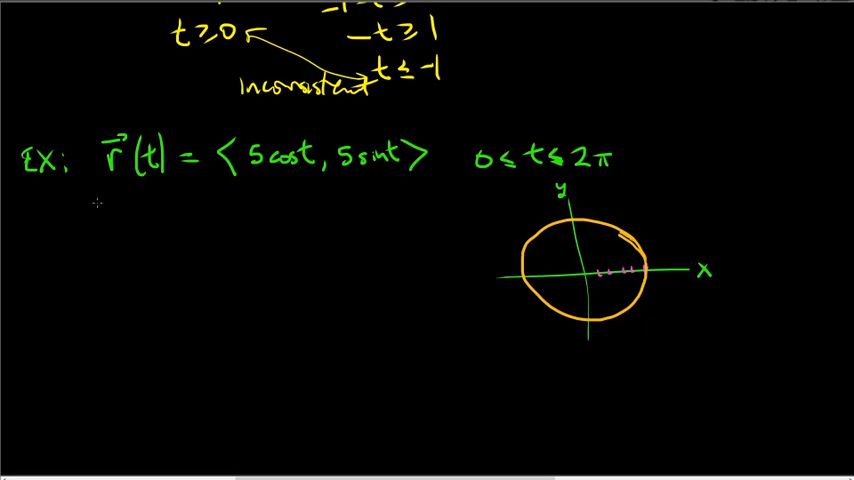 t ≥ 0
-t ≥ 1
t ≤ -1
inconsistent
EX: r⃗(t) = < 5cost, 5sint > 0 ≤ t ≤ 2π
y
x